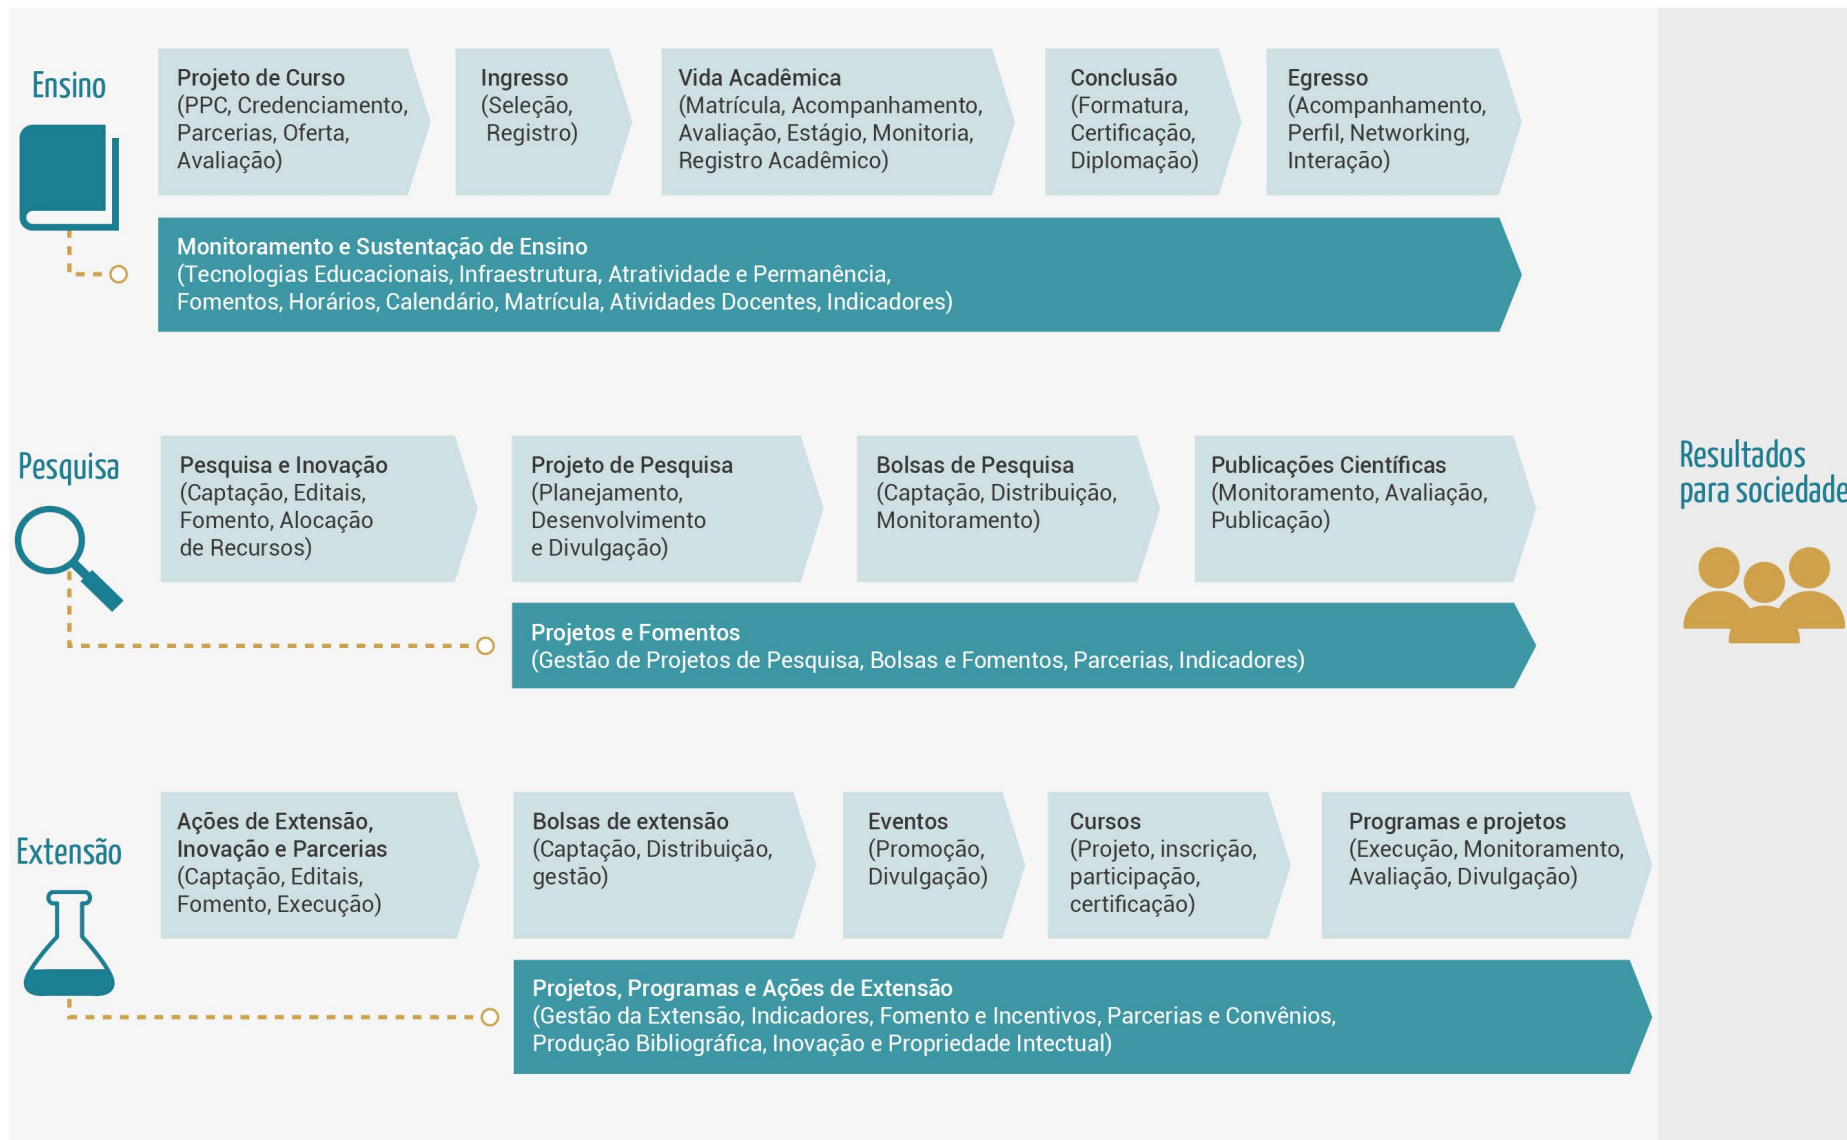 Ensino
Projeto de Curso
(PPC, Credenciamento,
Parcerias, Oferta,
Avaliação)
Ingresso
(Seleção,
Registro)
Vida Acadêmica
(Matrícula, Acompanhamento,
Avaliação, Estágio, Monitoria,
Registro Acadêmico)
Conclusão
(Formatura,
Certificação,
Diplomação)
Egresso
(Acompanhamento,
Perfil, Networking,
Interação)
Monitoramento e Sustentação de Ensino
(Tecnologias Educacionais, Infraestrutura, Atratividade e Permanência,
Fomentos, Horários, Calendário, Matrícula, Atividades Docentes, Indicadores)
Pesquisa
Pesquisa e Inovação
(Captação, Editais,
Fomento, Alocação
de Recursos)
Projeto de Pesquisa
(Planejamento,
Desenvolvimento
e Divulgação)
Bolsas de Pesquisa
(Captação, Distribuição,
Monitoramento)
Publicações Científicas
(Monitoramento, Avaliação,
Publicação)
Projetos e Fomentos
(Gestão de Projetos de Pesquisa, Bolsas e Fomentos, Parcerias, Indicadores)
Resultados
para sociedade
Extensão
Ações de Extensão,
Inovação e Parcerias
(Captação, Editais,
Fomento, Execução)
Bolsas de extensão
(Captação, Distribuição,
gestão)
Eventos
(Promoção,
Divulgação)
Cursos
(Projeto, inscrição,
participação,
certificação)
Programas e projetos
(Execução, Monitoramento,
Avaliação, Divulgação)
Projetos, Programas e Ações de Extensão
(Gestão da Extensão, Indicadores, Fomento e Incentivos, Parcerias e Convênios,
Produção Bibliográfica, Inovação e Propriedade Intectual)